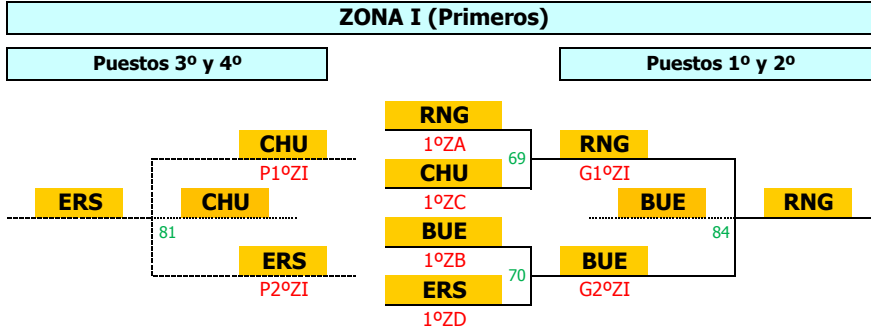 ZONA I (Primeros)
Puestos 3º y 4º
Puestos 1º y 2º
RNG
CHU
1ºZA
69
RNG
P1ºZI
CHU
G1ºZI
ERS
CHU
1ºZC
BUE
RNG
81
BUE
84
ERS
1ºZB
70
BUE
P2ºZI
ERS
G2ºZI
1ºZD